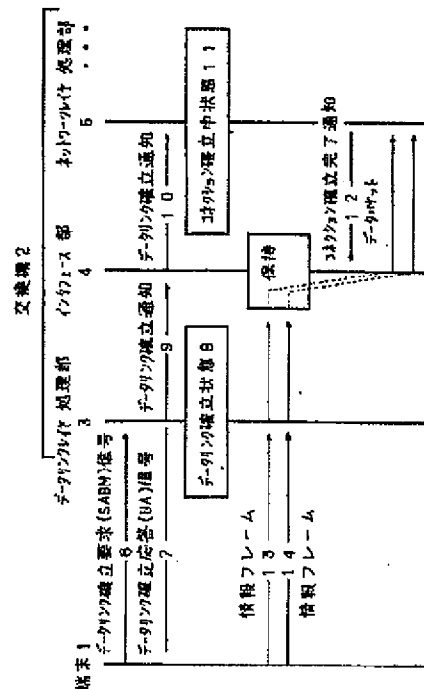 交換機2
端末1
データリンクレイヤ処理部
3
インタフェース部
4
ネットワークレイヤ処理部
5
・・・
データリンク確立要求(SABM)信号
6
データリンク確立応答(UA)信号
7
データリンク確立通知
9
データリンク確立通知
10
データリンク確立状態8
コネクション確立中状態11
情報フレーム
13
14
情報フレーム
保持
コネクション確立完了通知
12
データパケット